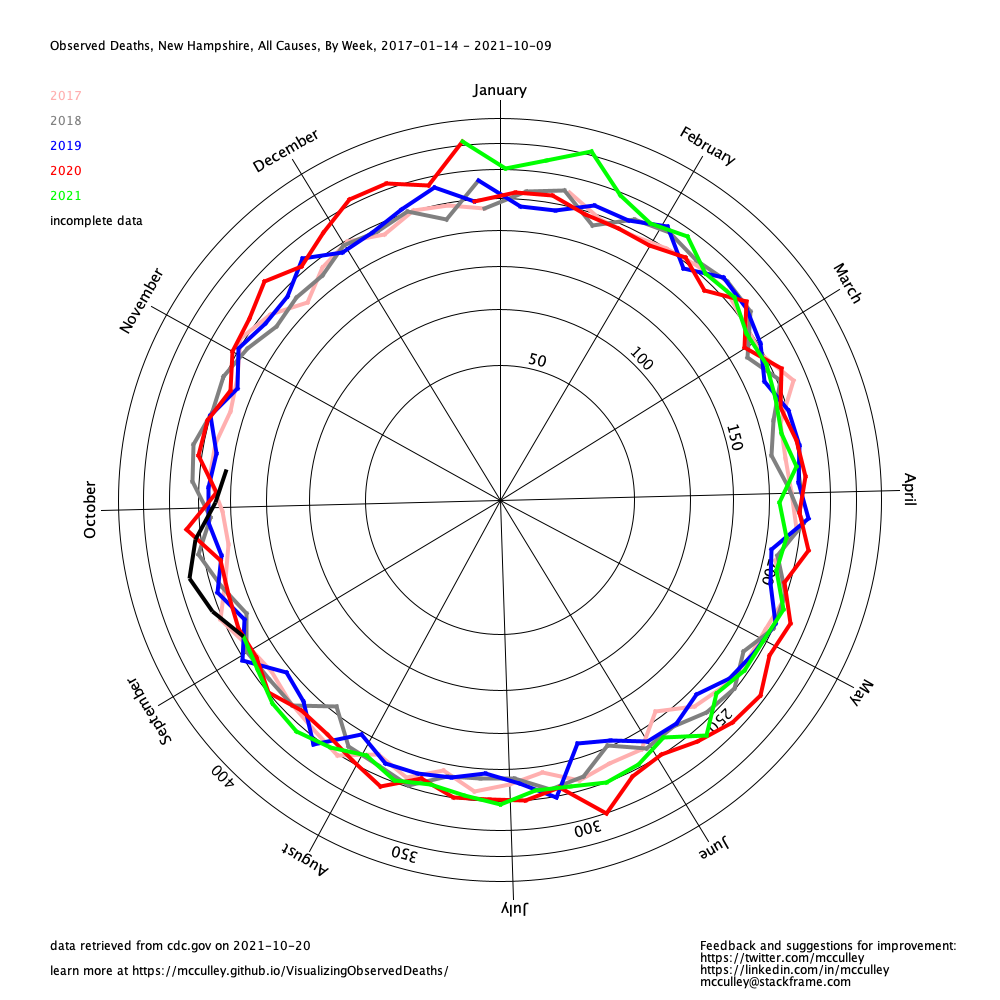 Observed Deaths, New Hampshire, All Causes, By Week, 2017-01-14 - 2021-10-09
January
2017
2018
2019
2020
2021
incomplete data
December
February
November
March
50
100
150
October
April
200
September
May
250
400
300
350
August
June
July
data retrieved from cdc.gov on 2021-10-20
learn more at https://mcculley.github.io/VisualizingObservedDeaths/
Feedback and suggestions for improvement:
https://twitter.com/mcculley
https://linkedin.com/in/mcculley
mcculley@stackframe.com